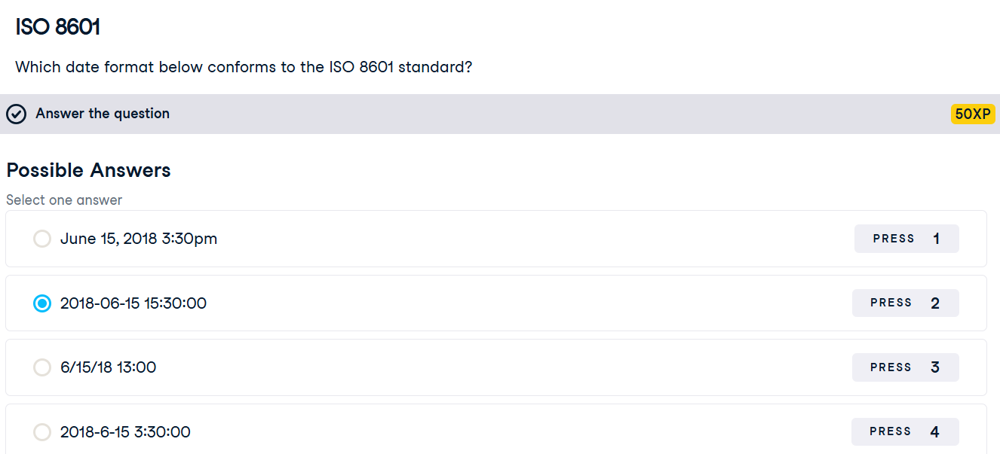 ISO 8601
Which date format below conforms to the ISO 8601 standard?
Answer the question
50XP
Possible Answers
Select one answer
June 15, 2018 3:30pm
PRESS 1
2018-06-15 15:30:00
PRESS 2
6/15/18 13:00
PRESS 3
2018-6-15 3:30:00
PRESS 4